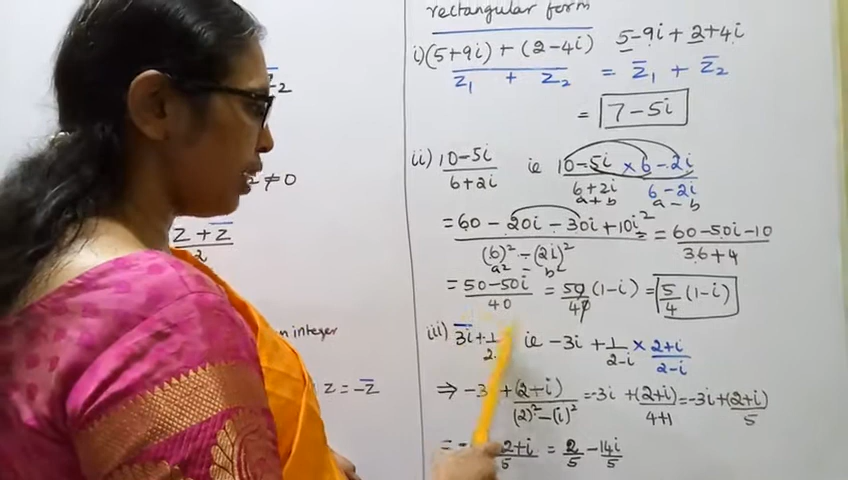 rectangular form
i) (5+9i) + (2-4i)   5-9i + 2+4i
z₁ + z₂ = z̅₁ + z̅₂
= 7-5i
ii) 10-5i / 6+2i   ie 10-5i / 6+2i × 6-2i / 6-2i
a+b   a-b
= 60-20i-30i+10i² / (6)²-(2i)² = 60-50i-10 / 36+4
a² - b²
= 50-50i / 40 = 50/40 (1-i) = 5/4 (1-i)
iii) 3i+1/2   ie -3i + 1/2-i × 2+i / 2-i
⇒ -3 + (2+i) / (2)²-(i)² = -3i + (2+i) / 4+1 = -3i + (2+i) / 5
= 2+i / 5 = 2/5 - 14i/5
-2
≠ 0
z + z̅ / 2
n integer
z = -z̅